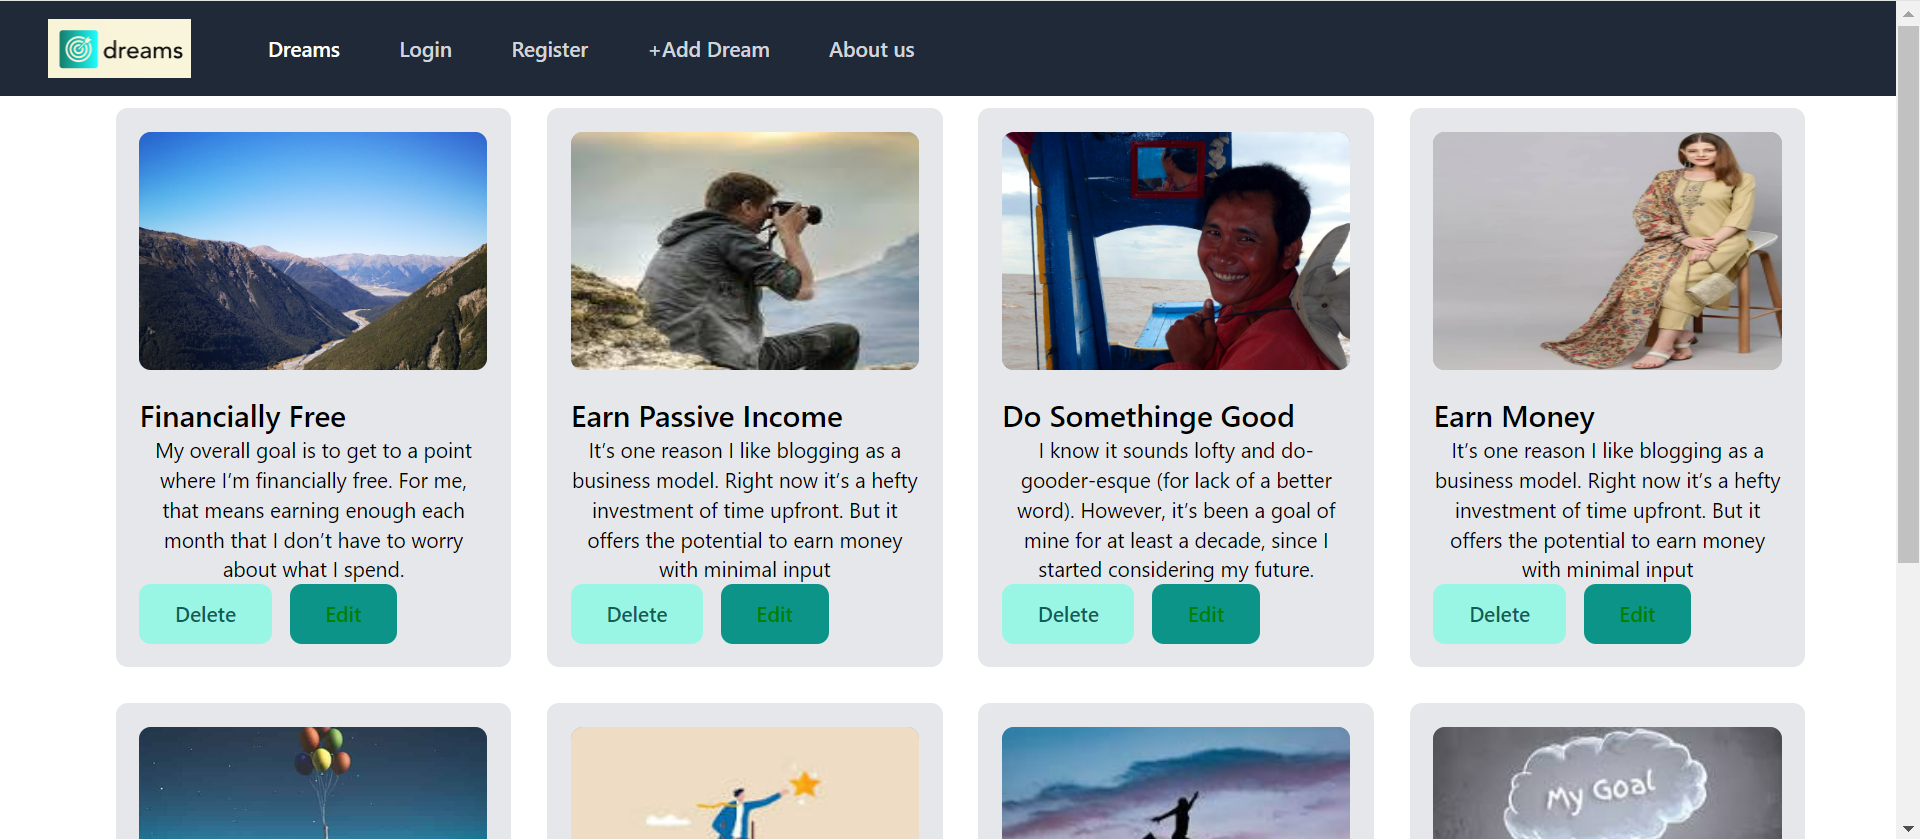 dreams
Dreams Login Register +Add Dream About us
Financially Free
My overall goal is to get to a point
where I’m financially free. For me,
that means earning enough each
month that I don’t have to worry
about what I spend.
Delete Edit
Earn Passive Income
It’s one reason I like blogging as a
business model. Right now it’s a hefty
investment of time upfront. But it
offers the potential to earn money
with minimal input
Delete Edit
Do Somethinge Good
I know it sounds lofty and do-
gooder-esque (for lack of a better
word). However, it’s been a goal of
mine for at least a decade, since I
started considering my future.
Delete Edit
Earn Money
It’s one reason I like blogging as a
business model. Right now it’s a hefty
investment of time upfront. But it
offers the potential to earn money
with minimal input
Delete Edit
My Goal